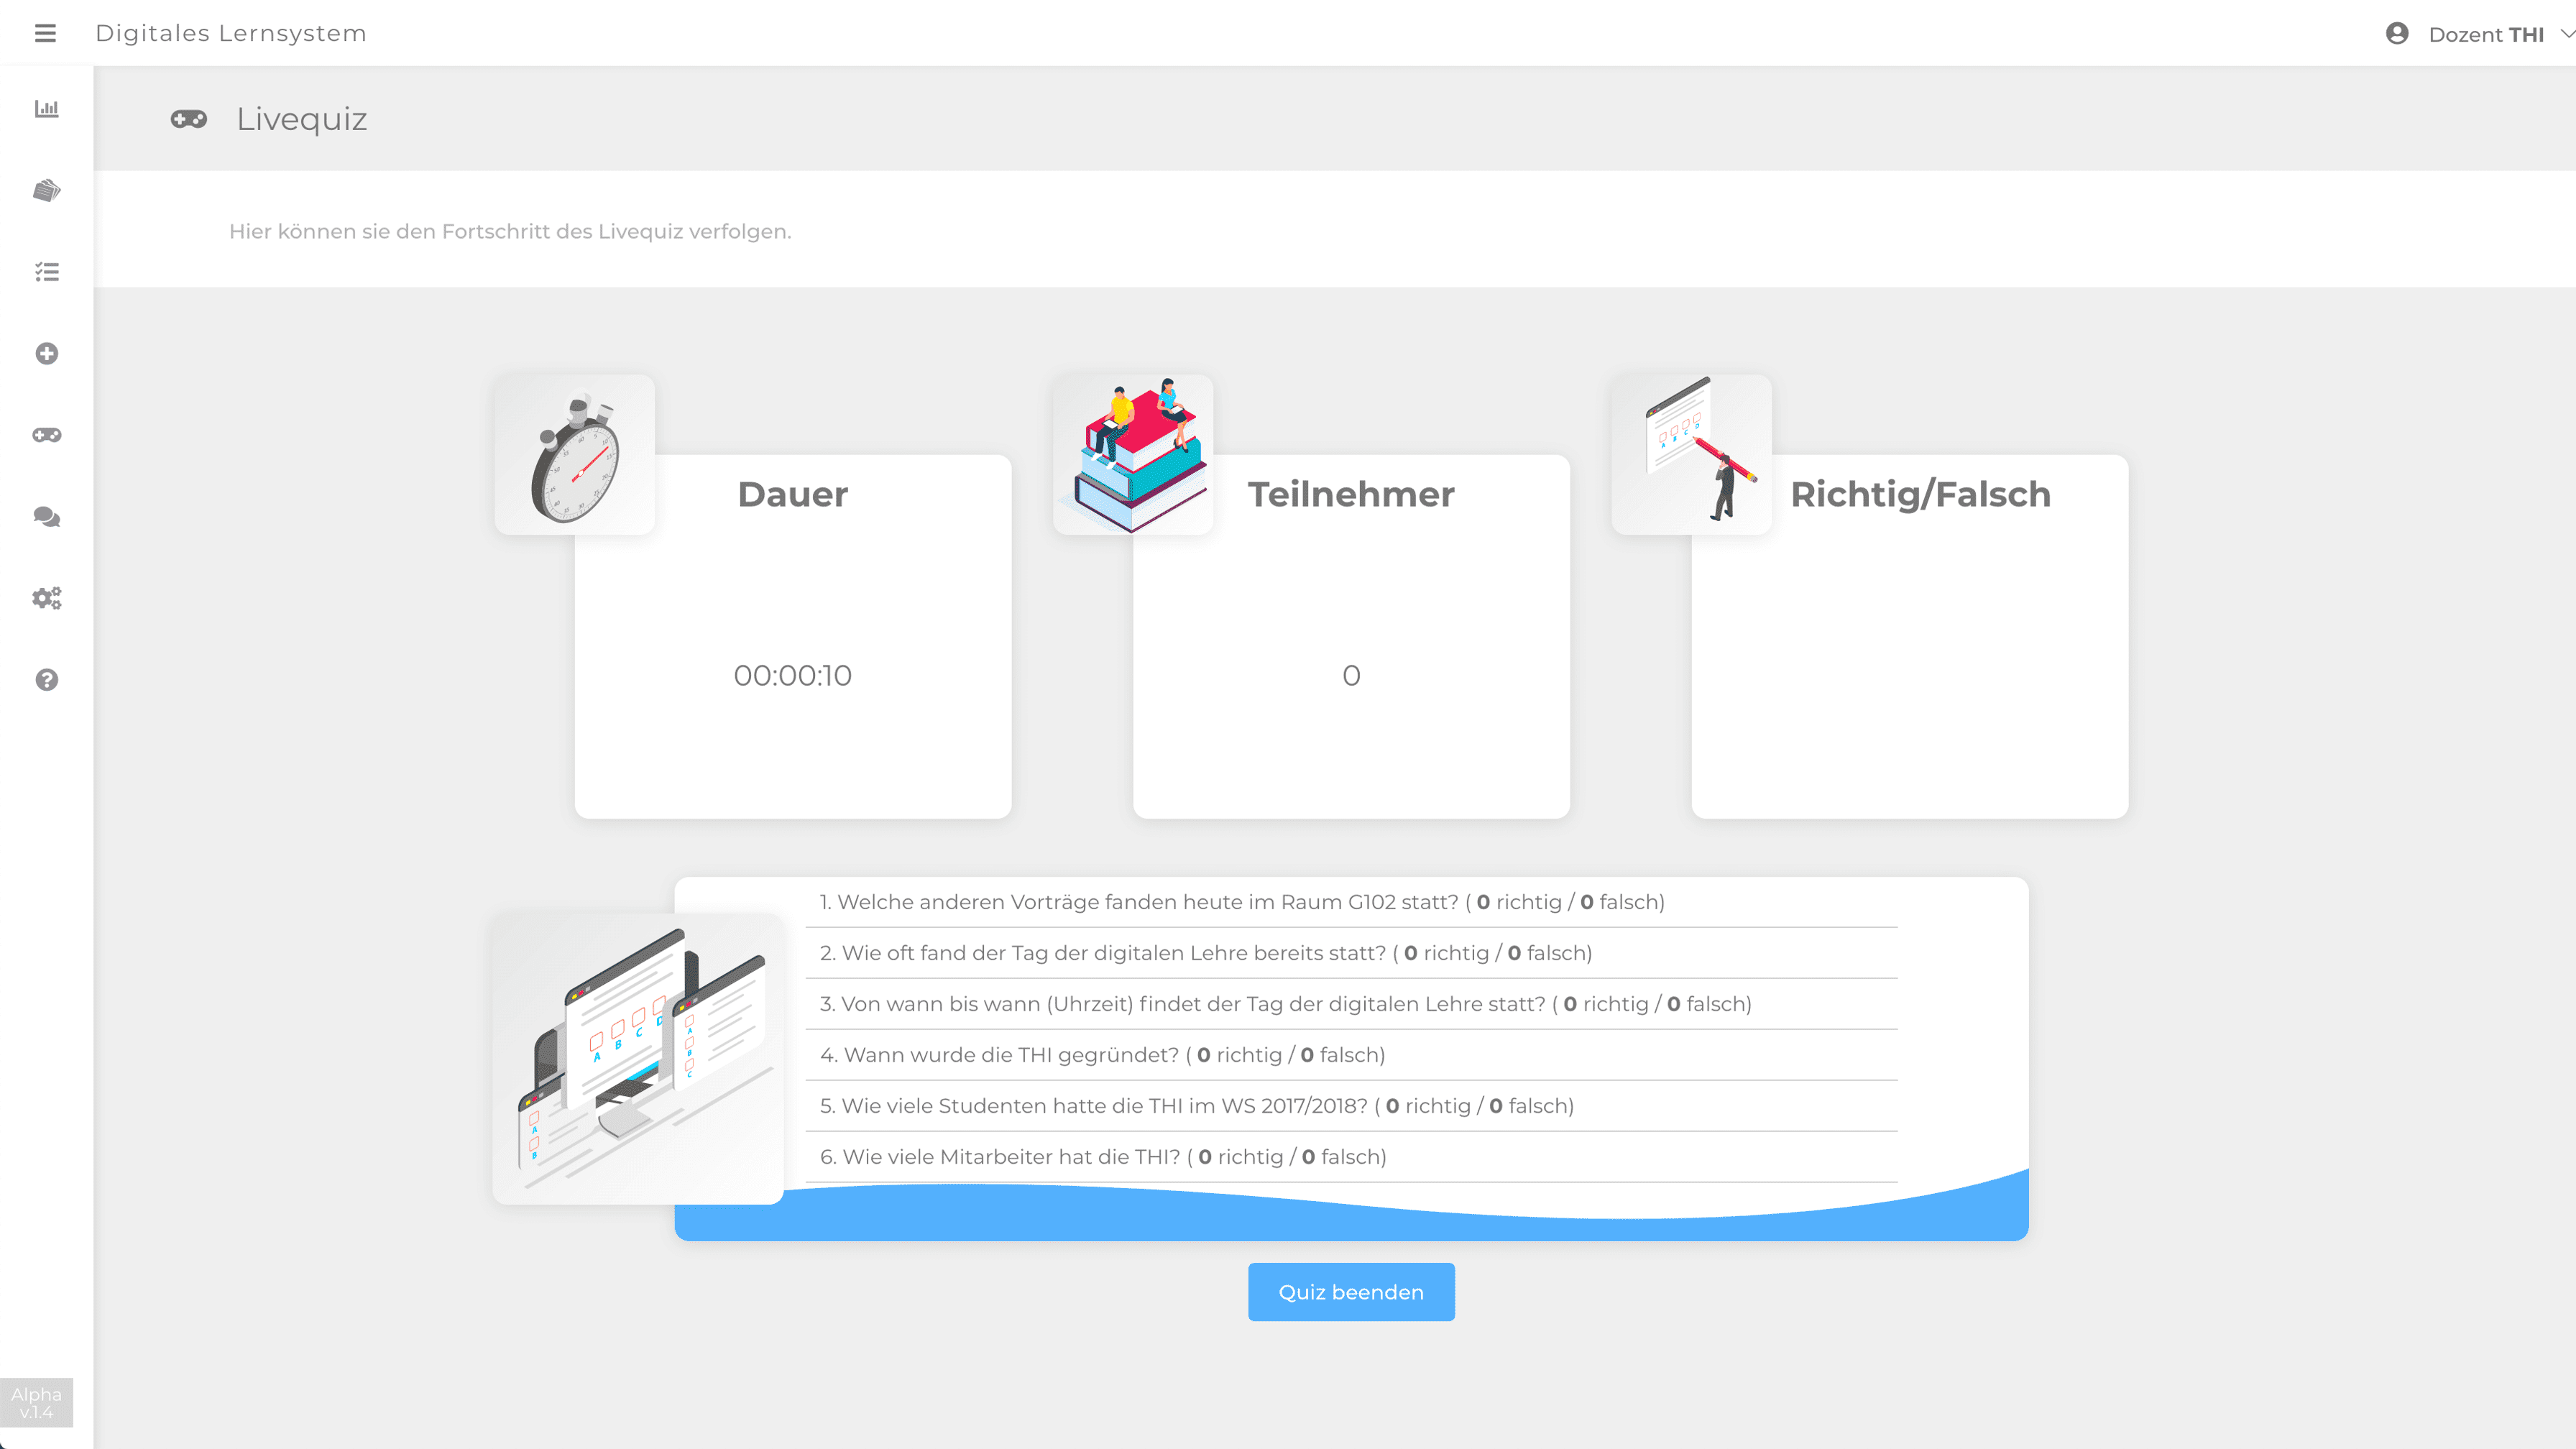 Digitales Lernsystem
Dozent THI
Livequiz
Hier können sie den Fortschritt des Livequiz verfolgen.
Dauer
00:00:10
Teilnehmer
0
Richtig/Falsch
1. Welche anderen Vorträge fanden heute im Raum G102 statt? ( 0 richtig / 0 falsch)
2. Wie oft fand der Tag der digitalen Lehre bereits statt? ( 0 richtig / 0 falsch)
3. Von wann bis wann (Uhrzeit) findet der Tag der digitalen Lehre statt? ( 0 richtig / 0 falsch)
4. Wann wurde die THI gegründet? ( 0 richtig / 0 falsch)
5. Wie viele Studenten hatte die THI im WS 2017/2018? ( 0 richtig / 0 falsch)
6. Wie viele Mitarbeiter hat die THI? ( 0 richtig / 0 falsch)
A B C D
A B C
A B
Quiz beenden
Alpha
v.1.4